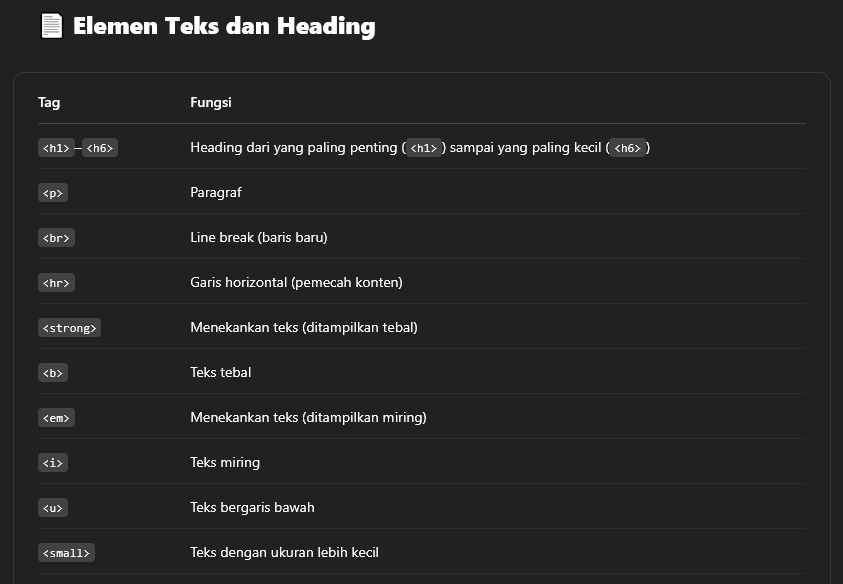 Elemen Teks dan Heading
Tag Fungsi
<h1>–<h6> Heading dari yang paling penting (<h1>) sampai yang paling kecil (<h6>)
<p> Paragraf
<br> Line break (baris baru)
<hr> Garis horizontal (pemecah konten)
<strong> Menekankan teks (ditampilkan tebal)
<b> Teks tebal
<em> Menekankan teks (ditampilkan miring)
<i> Teks miring
<u> Teks bergaris bawah
<small> Teks dengan ukuran lebih kecil